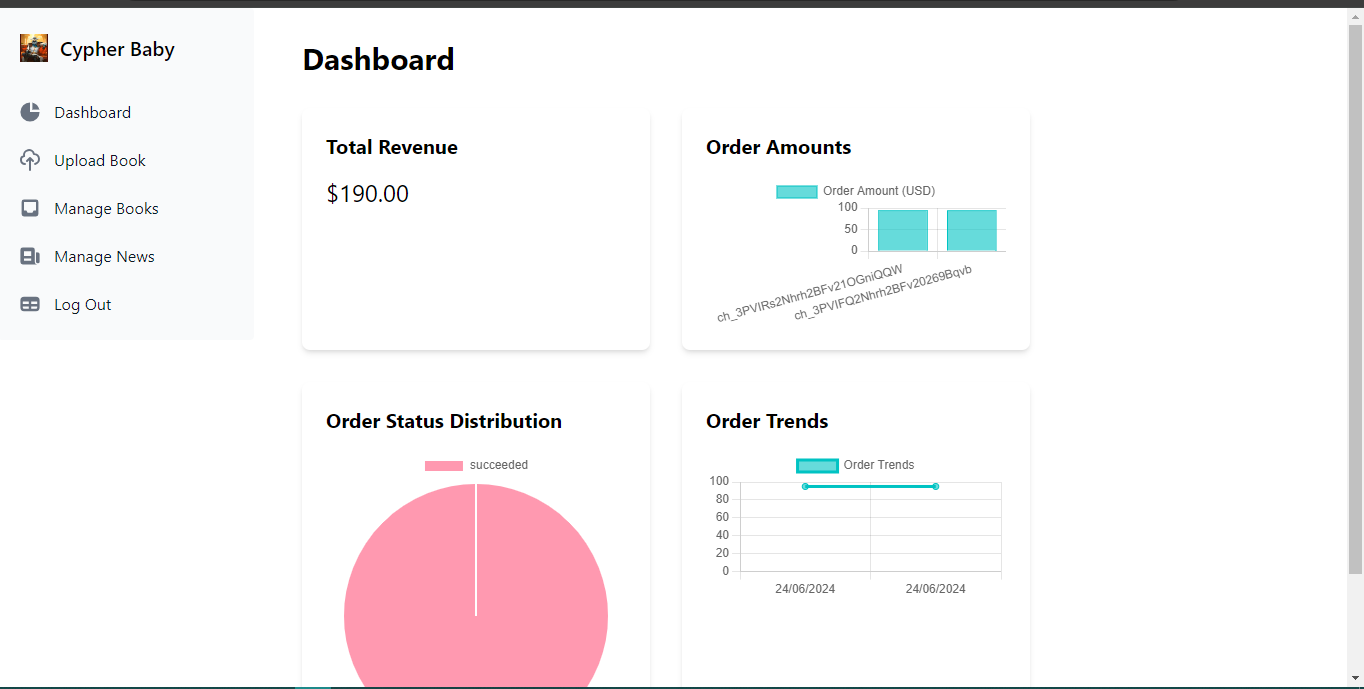 Cypher Baby
Dashboard
Upload Book
Manage Books
Manage News
Log Out
Dashboard
Total Revenue
$190.00
Order Amounts
Order Amount (USD)
100
50
0
ch_3PVIRs2Nhrh2BFv21OGniQQW
ch_3PVIFQ2Nhrh2BFv20269Bqvb
Order Status Distribution
succeeded
Order Trends
Order Trends
100
80
60
40
20
0
24/06/2024
24/06/2024